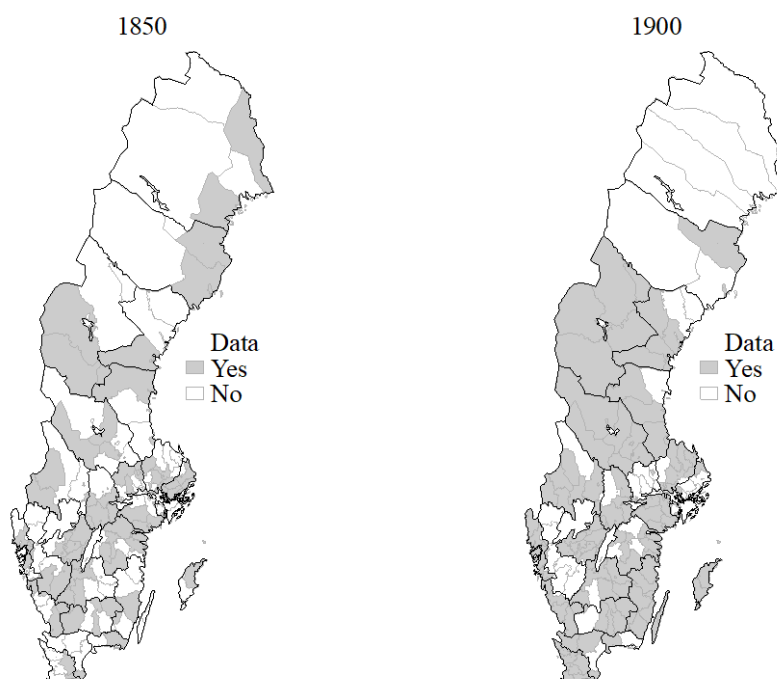 1850
1900
Data
Yes
No
Data
Yes
No